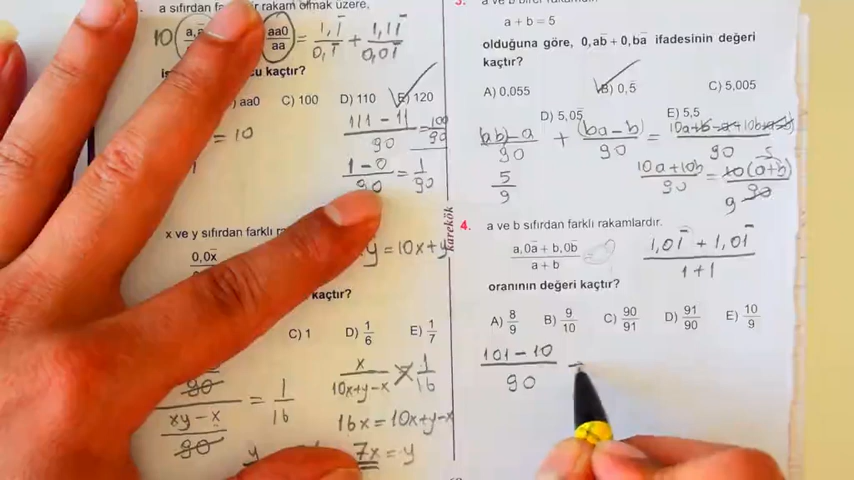 a sıfırdan rakam olmak üzere,
10 aa0 / aa = 1,1̅ / 0,1̅ + 1,11̅ / 0,01̅
kaçtır?
aa0 C) 100 D) 110 E) 120
= 10
111 - 11 / 90 = 100 / 90
1 - 0 / 90 = 1 / 90
x ve y sıfırdan farklı
0,0x̅
y = 10x + y
kaçtır?
C) 1 D) 1/6 E) 1/7
90
xy - x / 90 = 1 / 16
x / 10x+y-x × 1 / 16
16x = 10x+y-x
7x = y
karekök
3.
a + b = 5
olduğuna göre, 0,ab̅ + 0,ba̅ ifadesinin değeri
kaçtır?
A) 0,055 B) 0,5̅ C) 5,005
D) 5,05̅ E) 5,5
(ab)-a / 90 + (ba-b) / 90 = 10a+b-a+10b+a-b / 90
5 / 9
10a+10b / 90 = 10(a+b) / 90
5
9
4. a ve b sıfırdan farklı rakamlardır.
a,0a̅ + b,0b̅ / a + b =
1,01̅ + 1,01̅ / 1+1
oranının değeri kaçtır?
A) 8/9 B) 9/10 C) 90/91 D) 91/90 E) 10/9
101 - 10 / 90 =